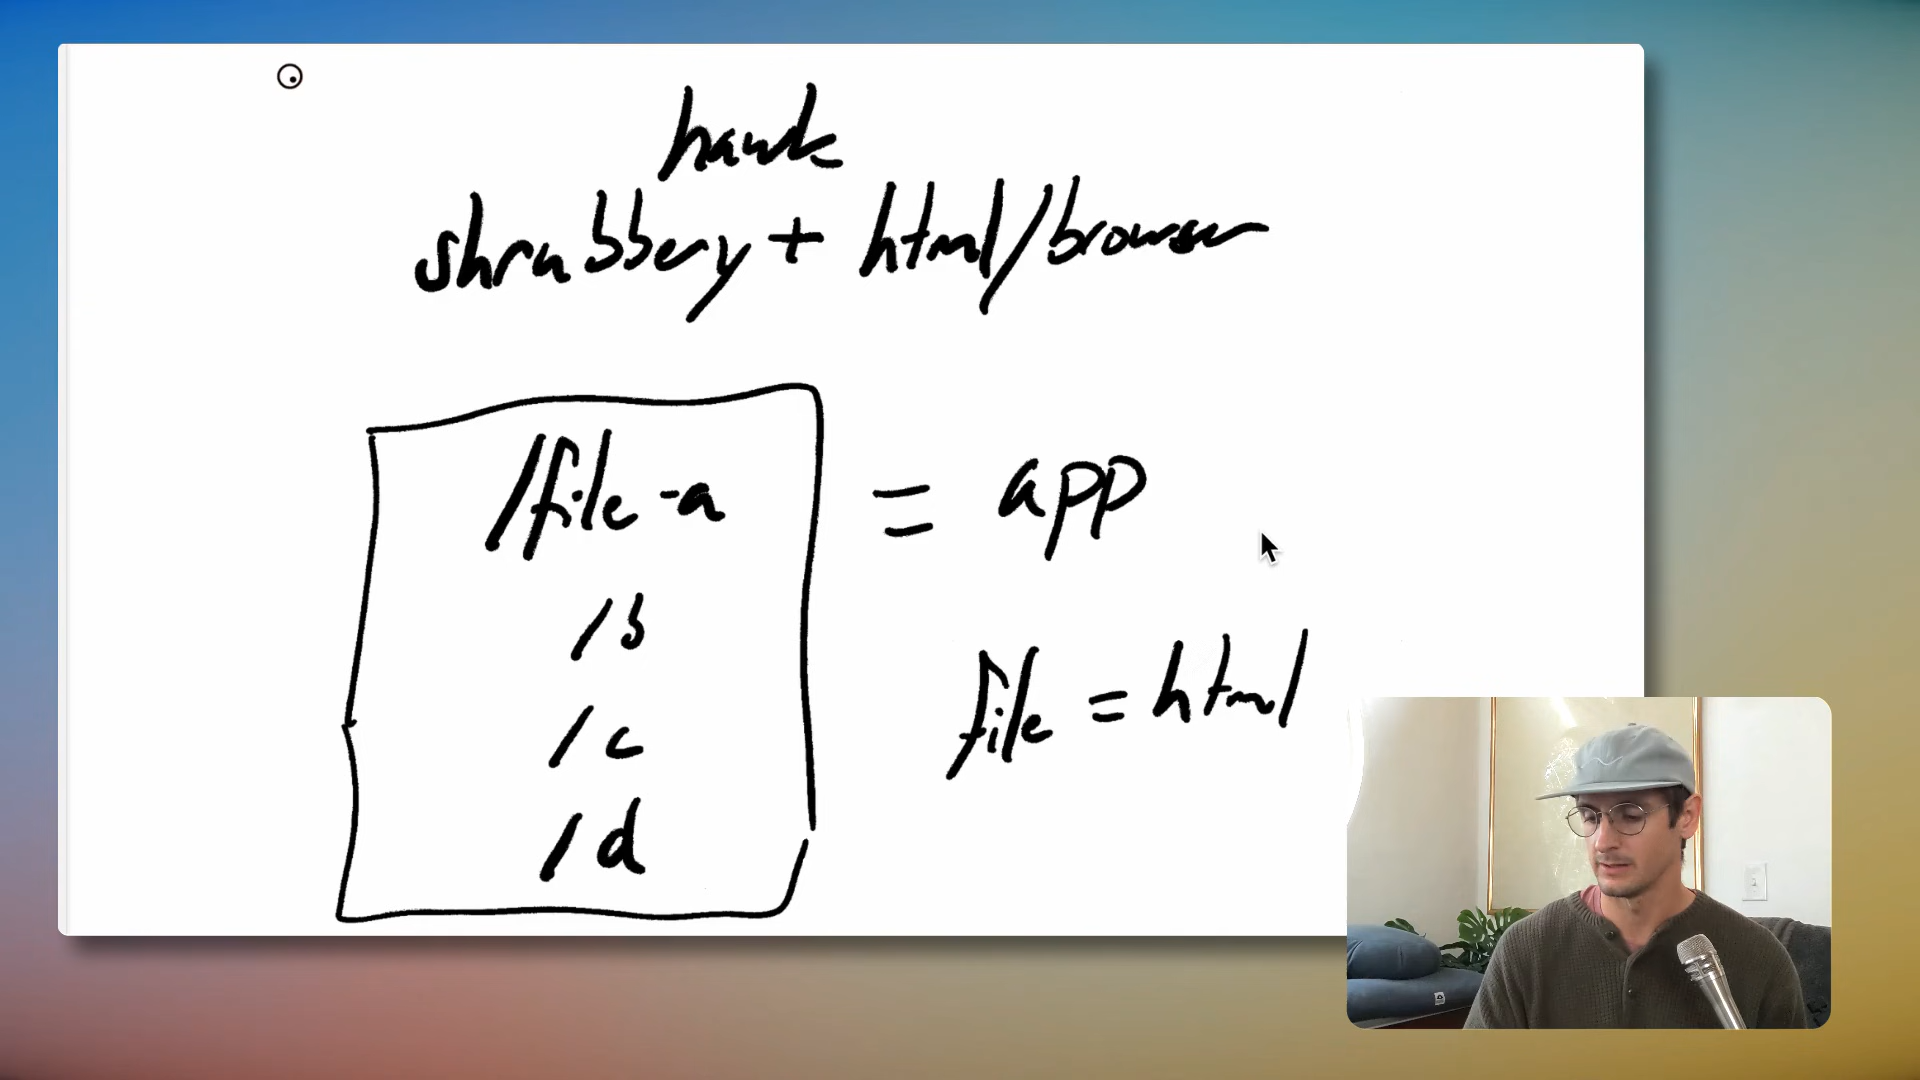 hawk
shrubbery + html/browser
/file-a = app
/b
file = html
/c
/d